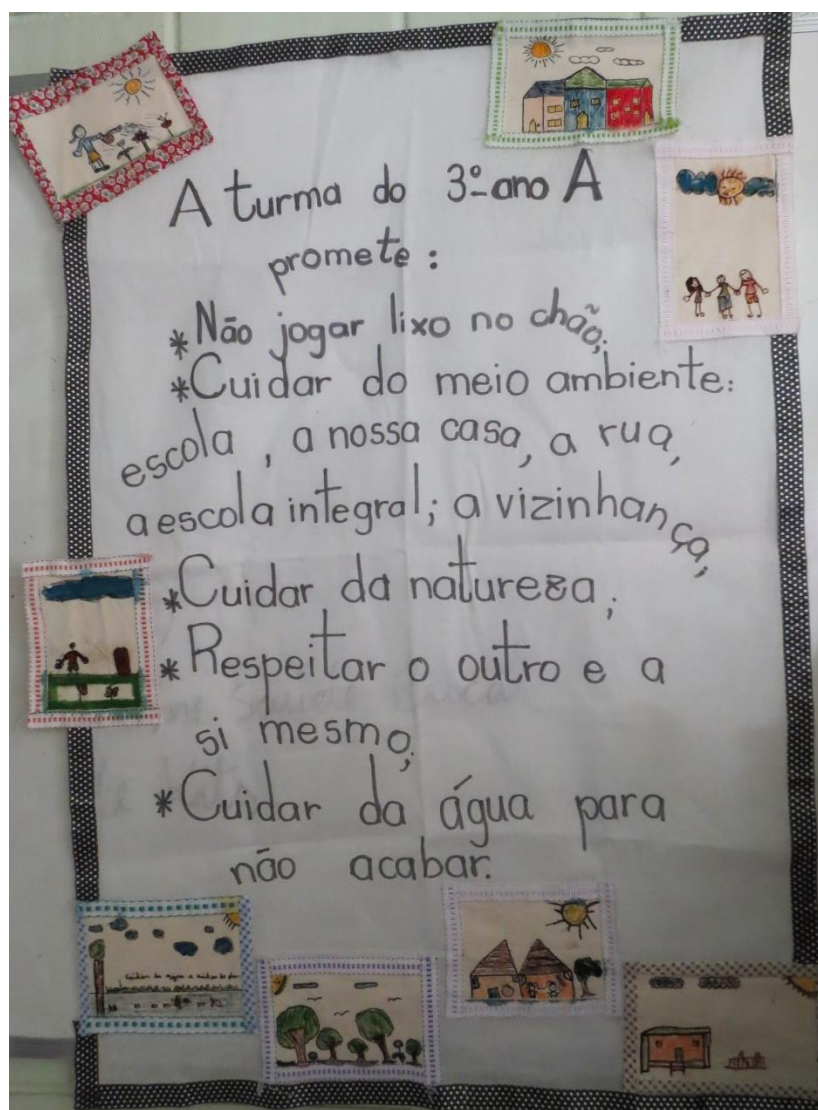 A turma do 3º ano A
promete:
*Não jogar lixo no chão;
*Cuidar do meio ambiente:
escola, a nossa casa, a rua,
a escola integral; a vizinhança;
*Cuidar da natureza;
*Respeitar o outro e a
si mesmo;
*Cuidar da água para
não acabar.